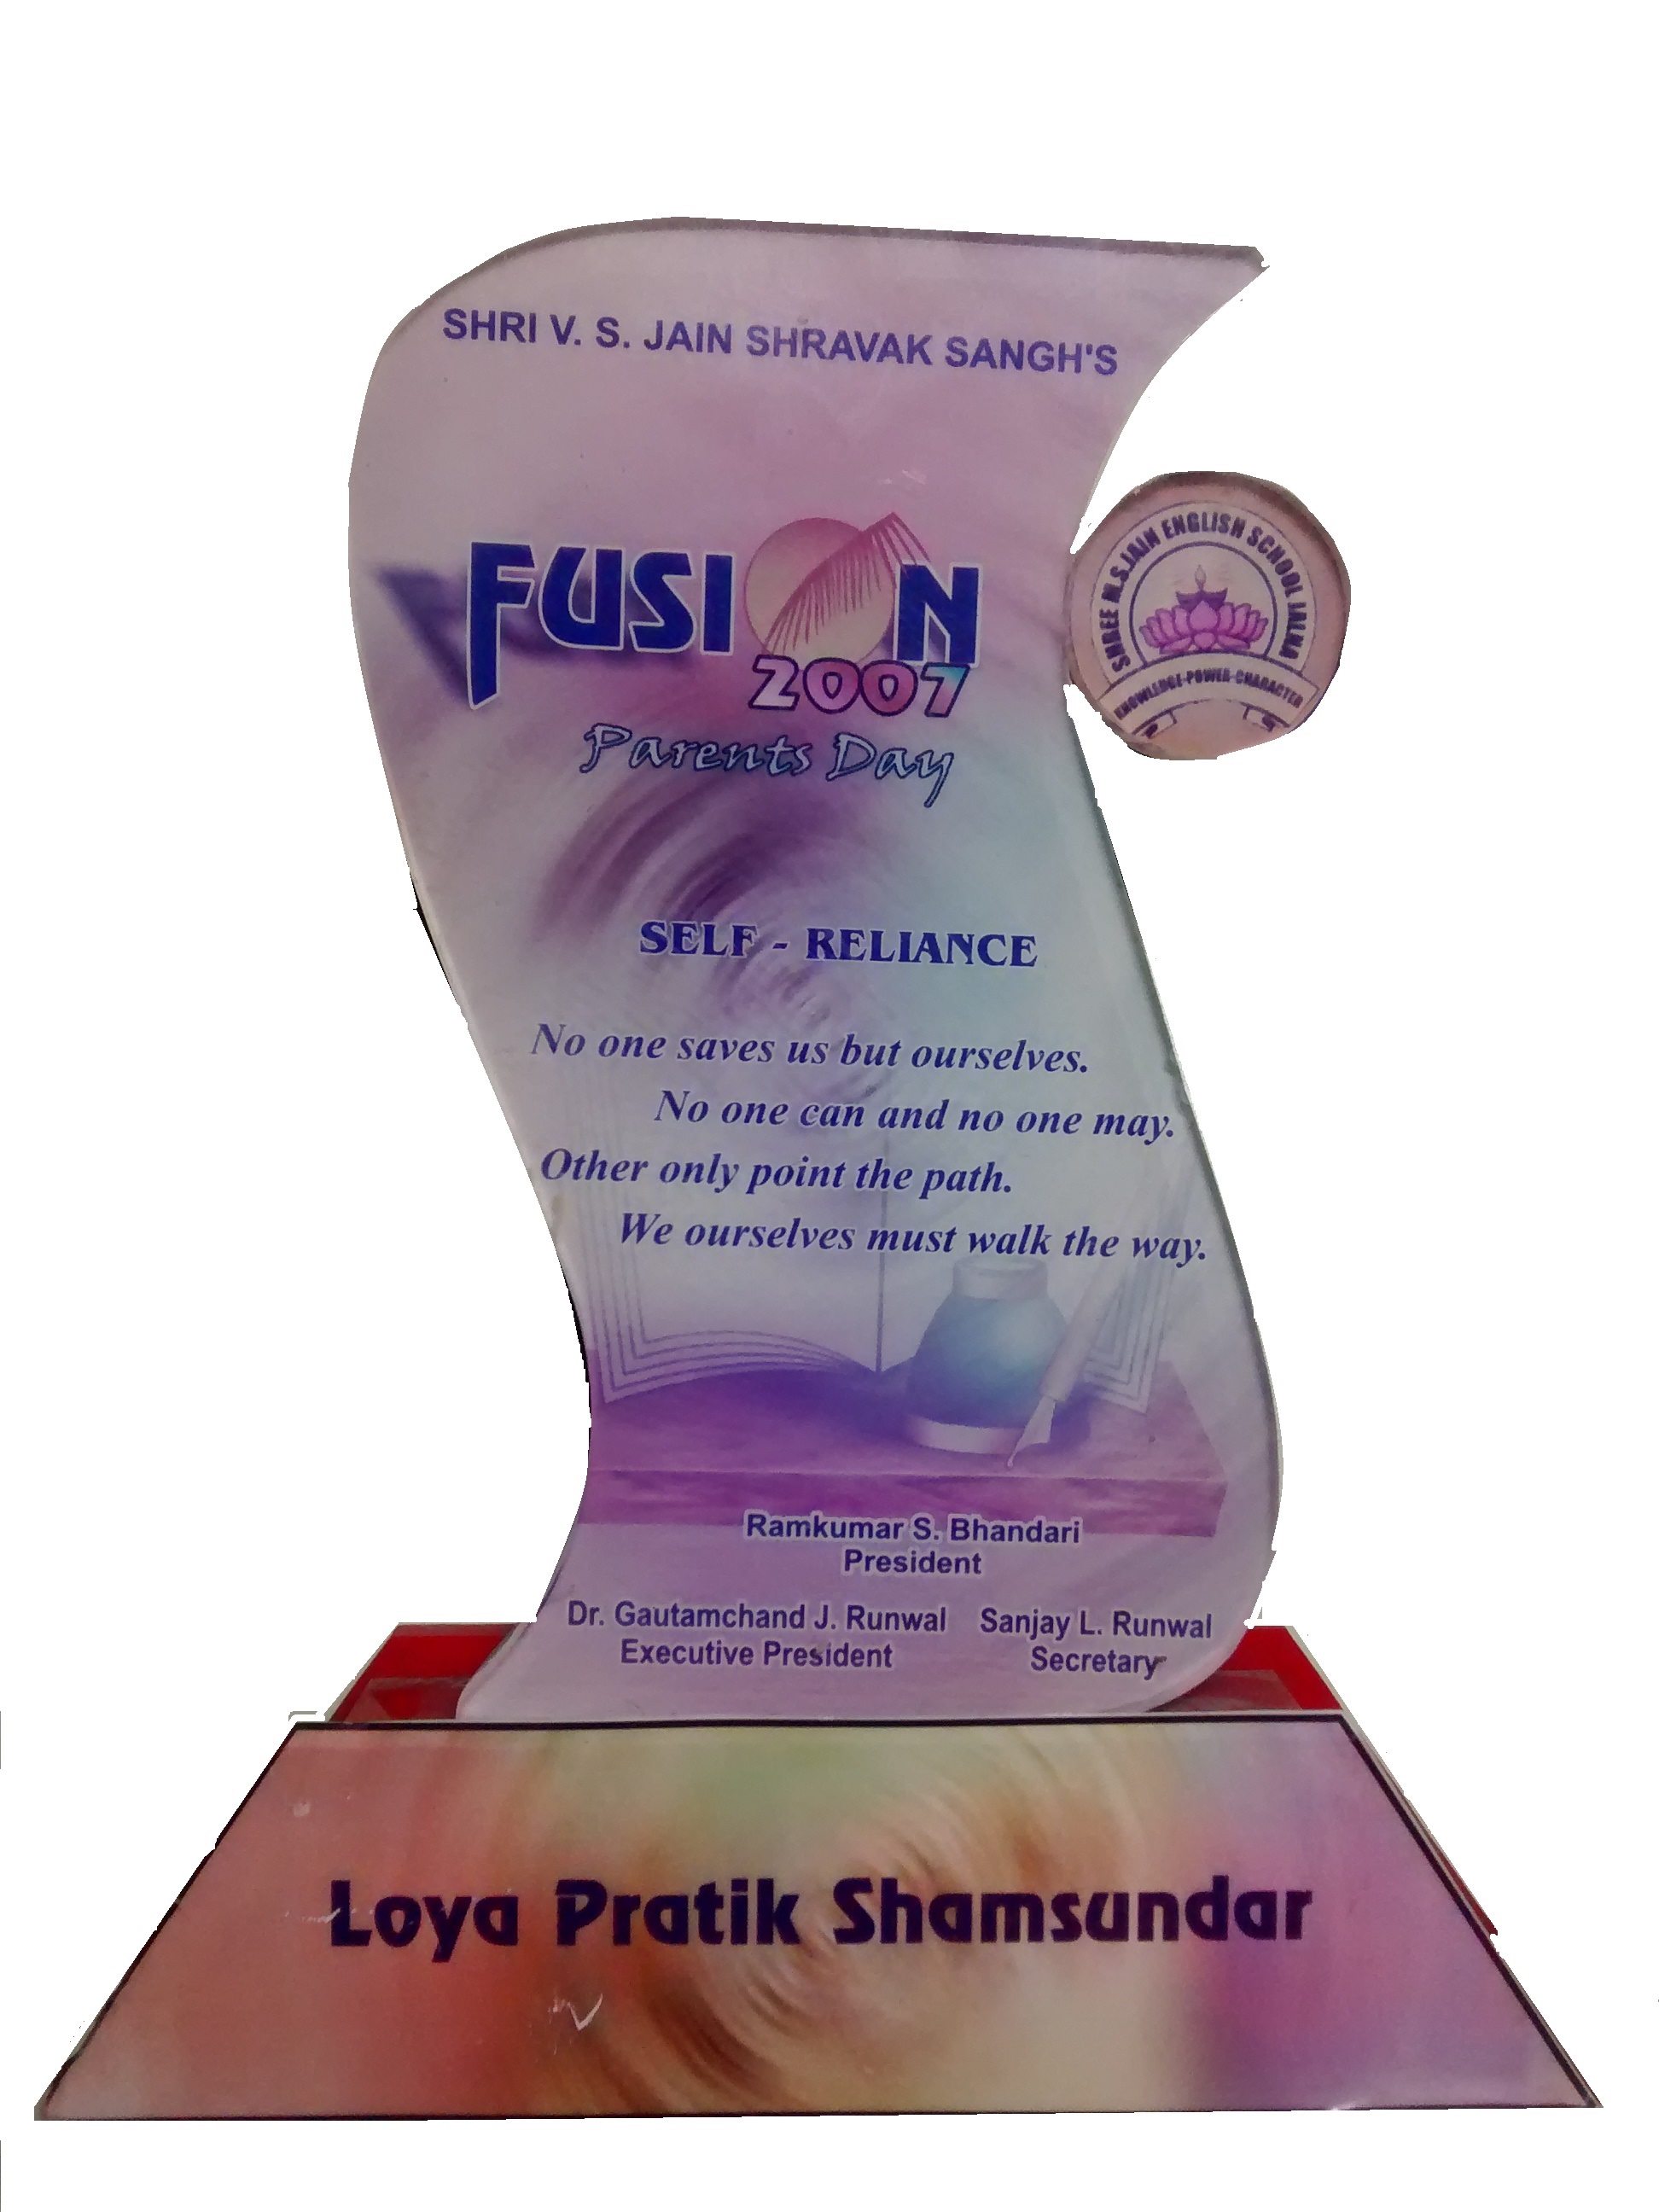 SHRI V. S. JAIN SHRAVAK SANGH'S
FUSION
2007
Parents Day
SHREE M.S.JAIN ENGLISH SCHOOL JALNA
KNOWLEDGE-POWER-CHARACTER
SELF - RELIANCE
No one saves us but ourselves.
No one can and no one may.
Other only point the path.
We ourselves must walk the way.
Ramkumar S. Bhandari
President
Dr. Gautamchand J. Runwal
Executive President
Sanjay L. Runwal
Secretary
Loya Pratik Shamsundar